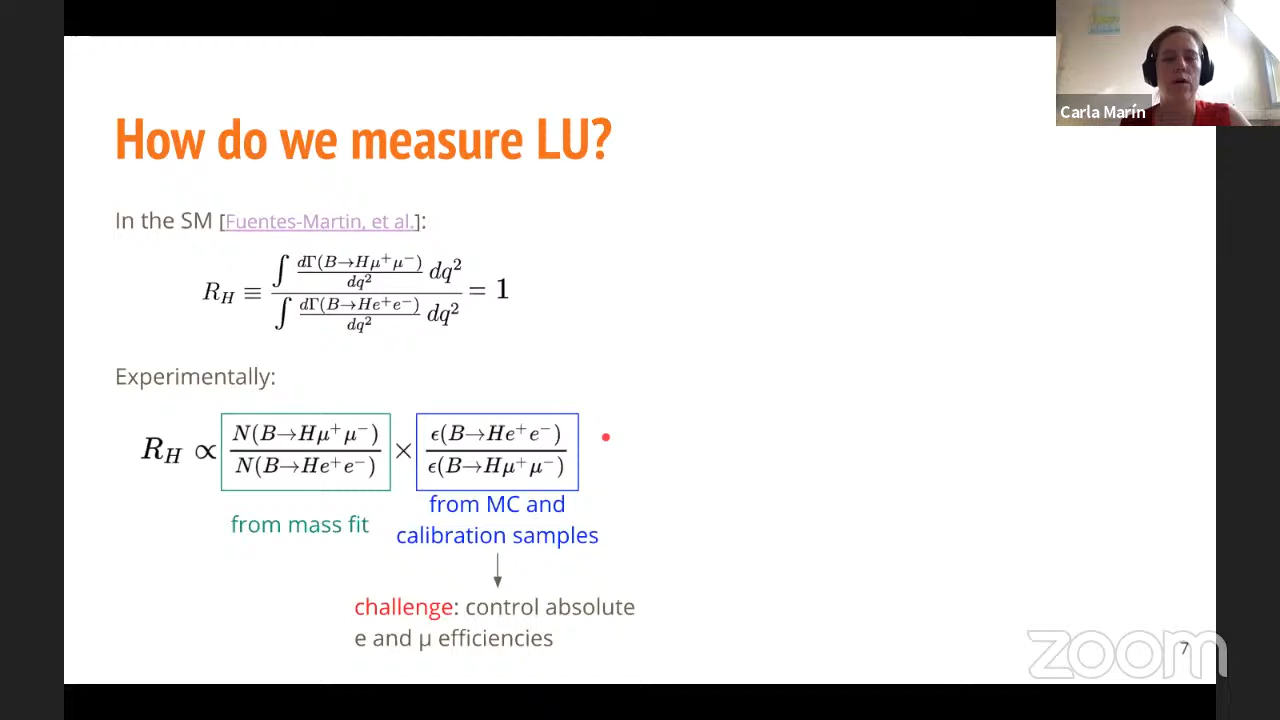 Carla Marín
How do we measure LU?
In the SM [Fuentes-Martin, et al.]:
R_H ≡ ∫ dΓ(B→Hμ⁺μ⁻)/dq² dq² / ∫ dΓ(B→He⁺e⁻)/dq² dq² = 1
Experimentally:
R_H ∝ N(B→Hμ⁺μ⁻)/N(B→He⁺e⁻) × ϵ(B→He⁺e⁻)/ϵ(B→Hμ⁺μ⁻)
from mass fit
from MC and
calibration samples
challenge: control absolute
e and μ efficiencies
zoom
7